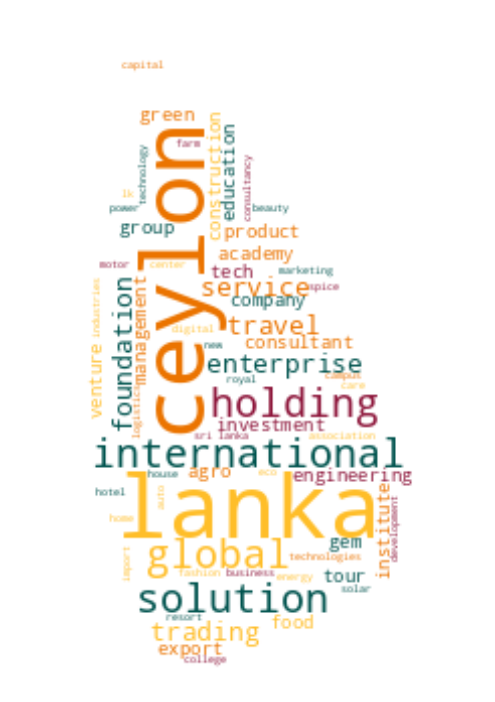 capital
green
farm
ceylon
construction
education
technology
consultancy
lk
power
beauty
group
product
academy
motor
center
tech
marketing
service
spice
foundation
management
industries
company
digital
travel
new
consultant
venture
enterprise
royal
campus
care
logistics
holding
investment
sri lanka
association
international
house
agro
eco
engineering
lanka
hotel
auto
home
institute
development
gem
global
technologies
import
fashion
business
energy
tour
solar
solution
resort
food
trading
export
college